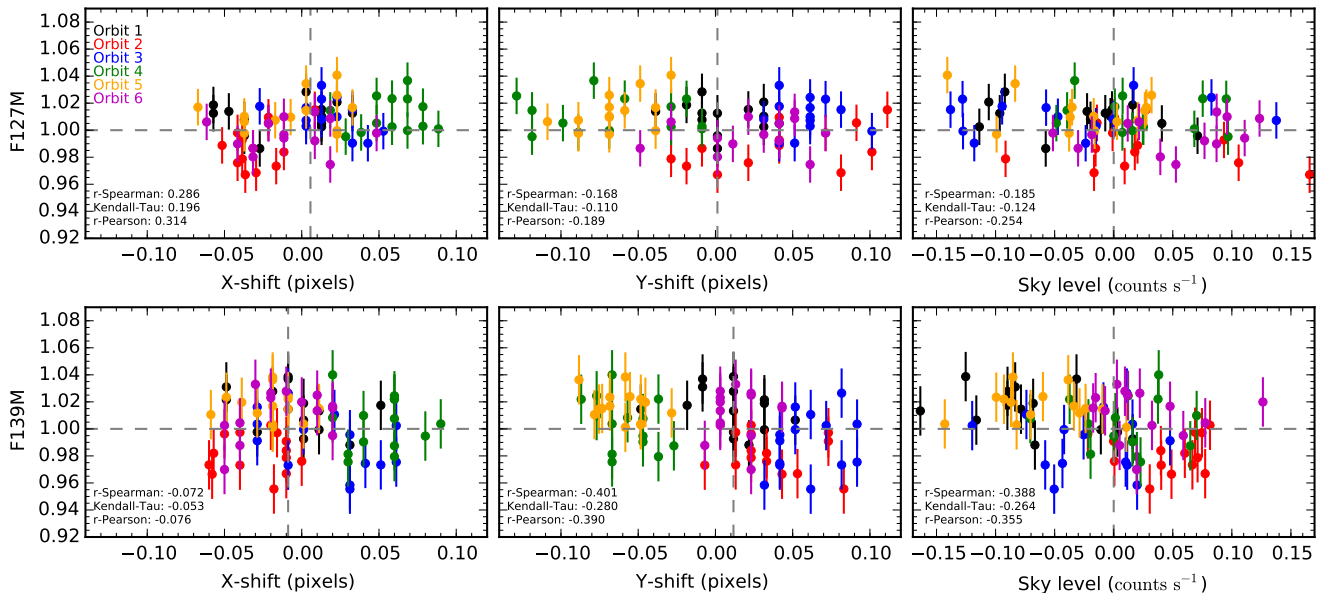 F127M
1.08
1.06
1.04
1.02
1.00
0.98
0.96
0.94
0.92
Orbit 1
Orbit 2
Orbit 3
Orbit 4
Orbit 5
Orbit 6
r-Spearman: 0.286
Kendall-Tau: 0.196
r-Pearson: 0.314
−0.10 −0.05 0.00 0.05 0.10
X-shift (pixels)
r-Spearman: -0.168
Kendall-Tau: -0.110
r-Pearson: -0.189
−0.10 −0.05 0.00 0.05 0.10
Y-shift (pixels)
r-Spearman: -0.185
Kendall-Tau: -0.124
r-Pearson: -0.254
−0.15 −0.10 −0.05 0.00 0.05 0.10 0.15
Sky level (counts s⁻¹)
F139M
1.08
1.06
1.04
1.02
1.00
0.98
0.96
0.94
0.92
r-Spearman: -0.072
Kendall-Tau: -0.053
r-Pearson: -0.076
−0.10 −0.05 0.00 0.05 0.10
X-shift (pixels)
r-Spearman: -0.401
Kendall-Tau: -0.280
r-Pearson: -0.390
−0.10 −0.05 0.00 0.05 0.10
Y-shift (pixels)
r-Spearman: -0.388
Kendall-Tau: -0.264
r-Pearson: -0.355
−0.15 −0.10 −0.05 0.00 0.05 0.10 0.15
Sky level (counts s⁻¹)